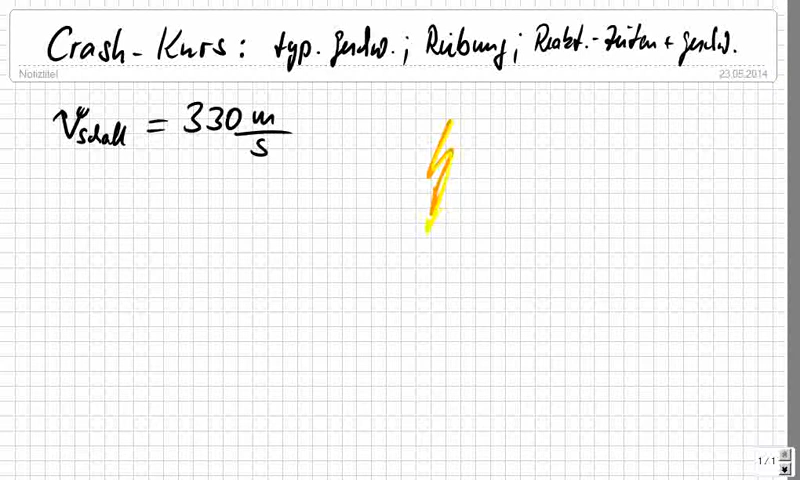 Crash-Kurs: typ. Geschw.; Reibung; Reakt.-Zeiten + Geschw.
Notiztitel
23.05.2014
v_Schall = 330 m/s
1/1